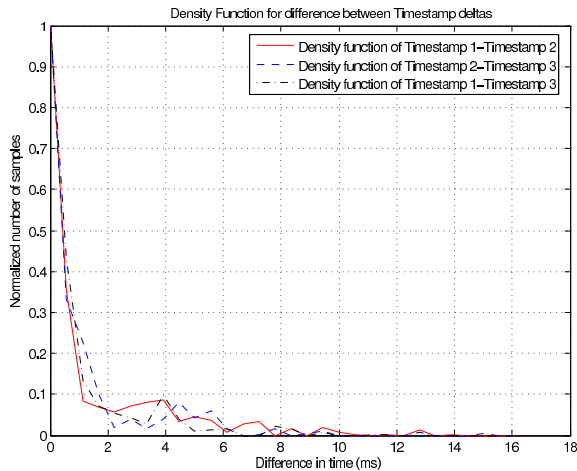 Density Function for difference between Timestamp deltas
Density function of Timestamp 1–Timestamp 2
Density function of Timestamp 2–Timestamp 3
Density function of Timestamp 1–Timestamp 3
Normalized number of samples
1
0.9
0.8
0.7
0.6
0.5
0.4
0.3
0.2
0.1
0
0 2 4 6 8 10 12 14 16 18
Difference in time (ms)